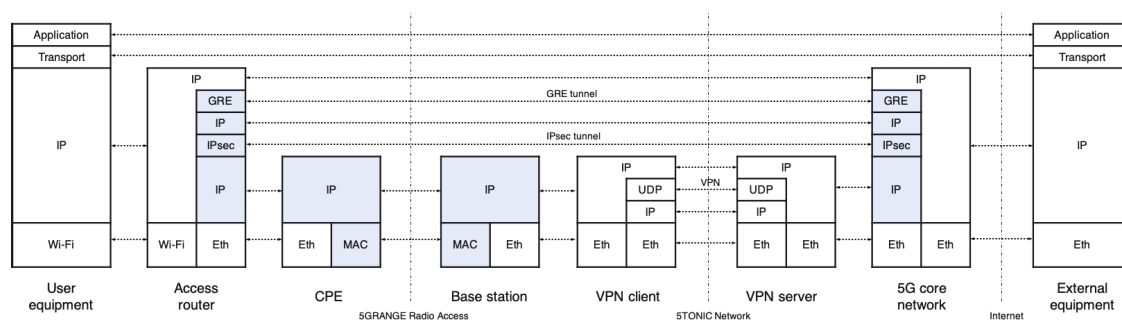 Application
Application
Transport
Transport
IP
IP
IP
IP
GRE
GRE tunnel
GRE
IP
IP
IPsec
IPsec tunnel
IPsec
IP
IP
IP
IP
IP
IP
UDP
VPN
UDP
IP
IP
Wi-Fi
Wi-Fi
Eth
Eth
MAC
MAC
Eth
Eth
Eth
Eth
Eth
Eth
Eth
Eth
User equipment
Access router
CPE
Base station
VPN client
VPN server
5G core network
External equipment
5GRANGE Radio Access
5TONIC Network
Internet